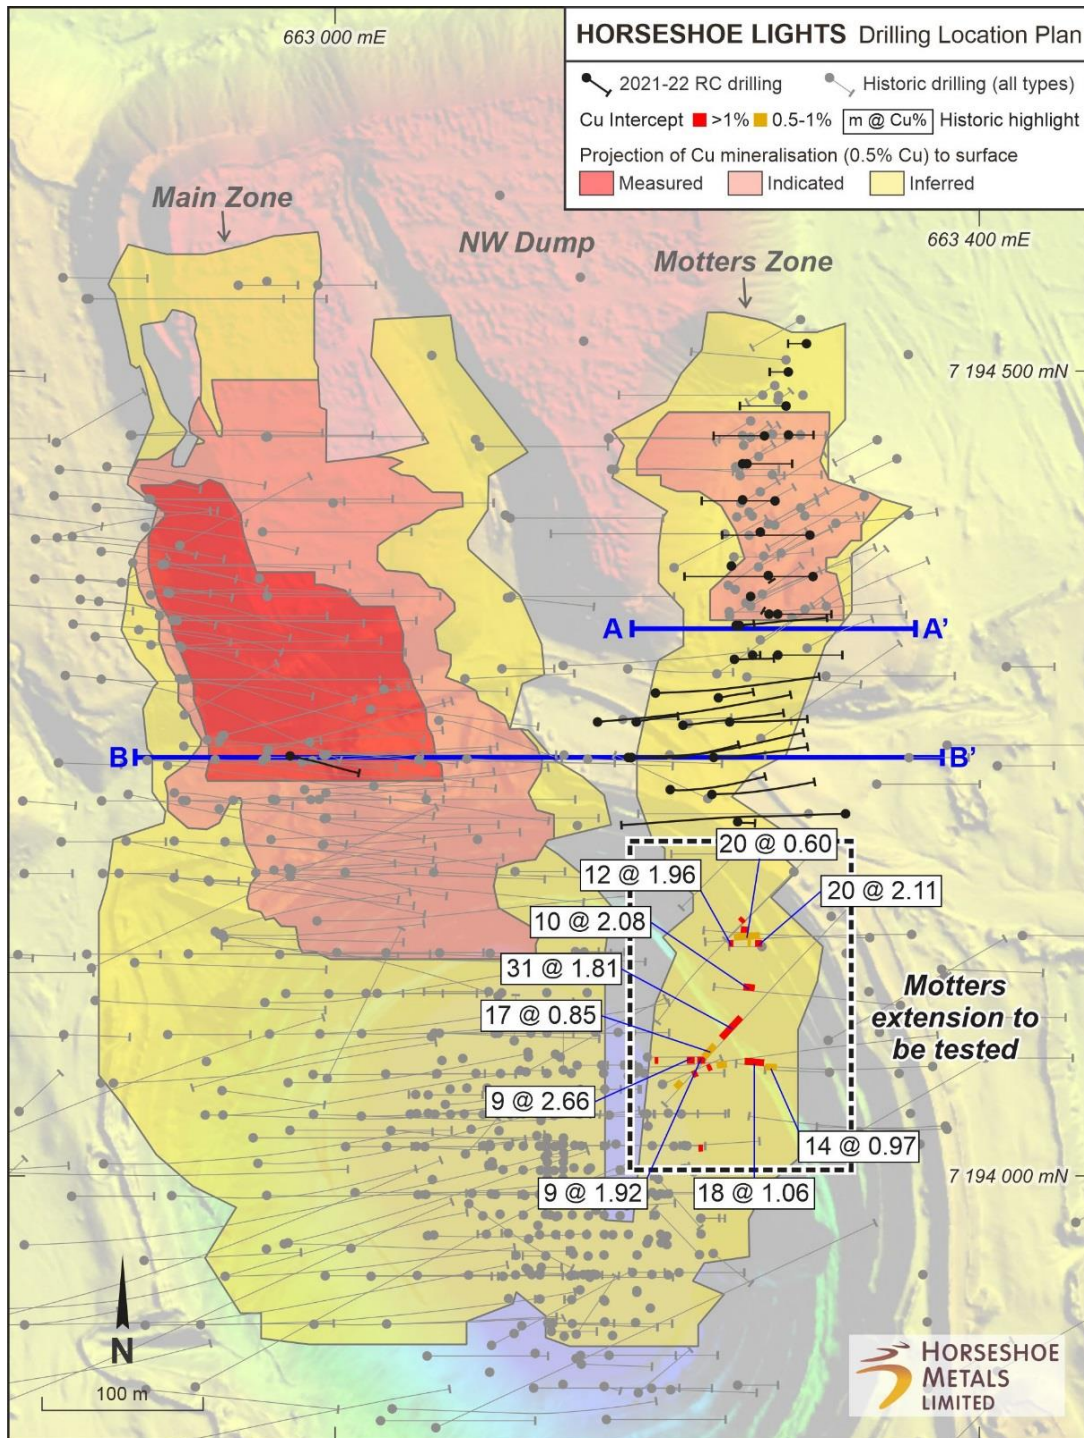 663 000 mE
HORSESHOE LIGHTS Drilling Location Plan
2021-22 RC drilling Historic drilling (all types)
Cu Intercept >1% 0.5-1% m @ Cu% Historic highlight
Projection of Cu mineralisation (0.5% Cu) to surface
Measured Indicated Inferred
Main Zone
NW Dump
Motters Zone
663 400 mE
7 194 500 mN
A A'
B B'
20 @ 0.60
12 @ 1.96
20 @ 2.11
10 @ 2.08
31 @ 1.81
17 @ 0.85
Motters
extension to
be tested
9 @ 2.66
14 @ 0.97
9 @ 1.92
18 @ 1.06
7 194 000 mN
N
100 m
HORSESHOE
METALS
LIMITED